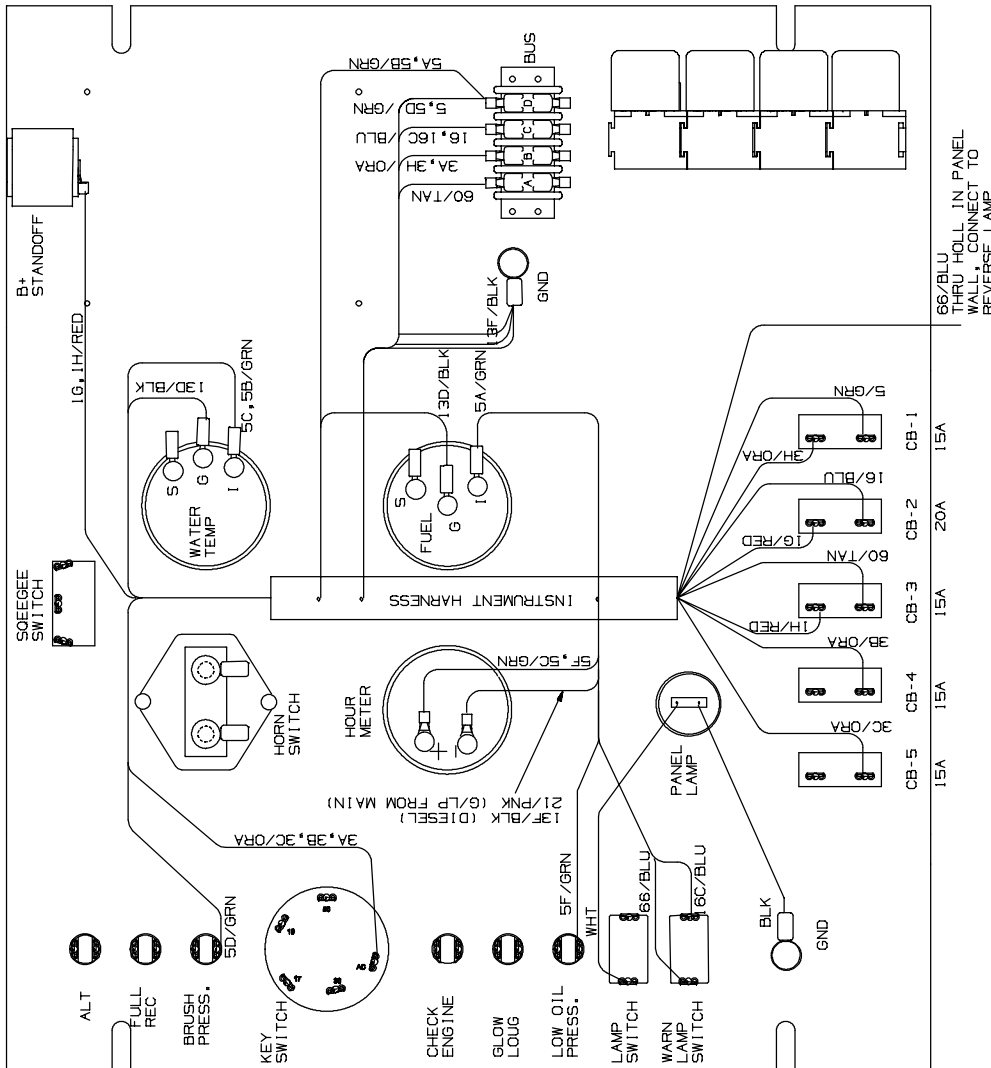 5A,5B/GRN
BUS
5,5D
/GRN
D
16,16C
/BLU
C
3A,3H
/ORA
B
60/TAN
A
B+
STANDOFF
1G,1H/RED
13F/BLK
GND
66/BLU
THRU HOLL IN PANEL
WALL, CONNECT TO
REVERSE LAMP
13D/BLK
5C,5B/GRN
S
G
I
WATER
TEMP
13D/BLK
5A/GRN
S
G
I
FUEL
5/GRN
3H/ORA
CB-1
15A
16/BLU
1G/RED
CB-2
20A
60/TAN
1H/RED
CB-3
15A
3B/ORA
CB-4
15A
3C/ORA
CB-5
15A
INSTRUMENT HARNESS
SQEEGEE
SWITCH
HORN
SWITCH
HOUR
METER
5F,5C/GRN
+
-
13F/BLK (DIESEL)
21/PNK (G/LP FROM MAIN)
PANEL
LAMP
3A,3B,3C/ORA
5D/GRN
5F/GRN
WHT
66/BLU
16C/BLU
BLK
GND
19
17
AC
ALT
FULL
REC
BRUSH
PRESS.
KEY
SWITCH
CHECK
ENGINE
GLOW
LOUG
LOW OIL
PRESS.
LAMP
SWITCH
WARN
LAMP
SWITCH